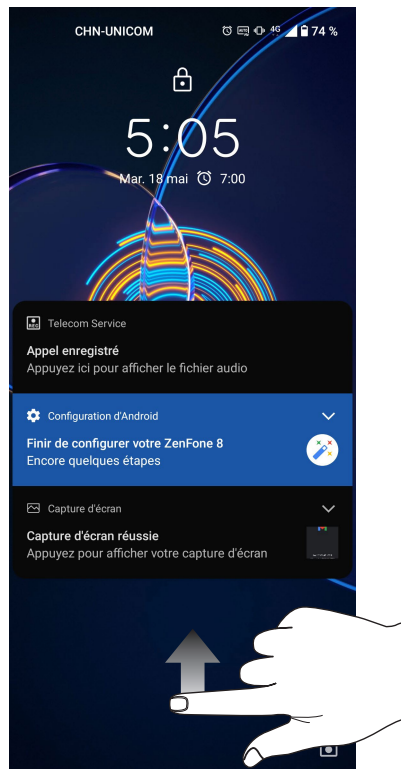 CHN-UNICOM 4G 74 %
5:05
Mar. 18 mai 7:00
Telecom Service
Appel enregistré
Appuyez ici pour afficher le fichier audio
Configuration d'Android
Finir de configurer votre ZenFone 8
Encore quelques étapes
Capture d'écran
Capture d'écran réussie
Appuyez pour afficher votre capture d'écran